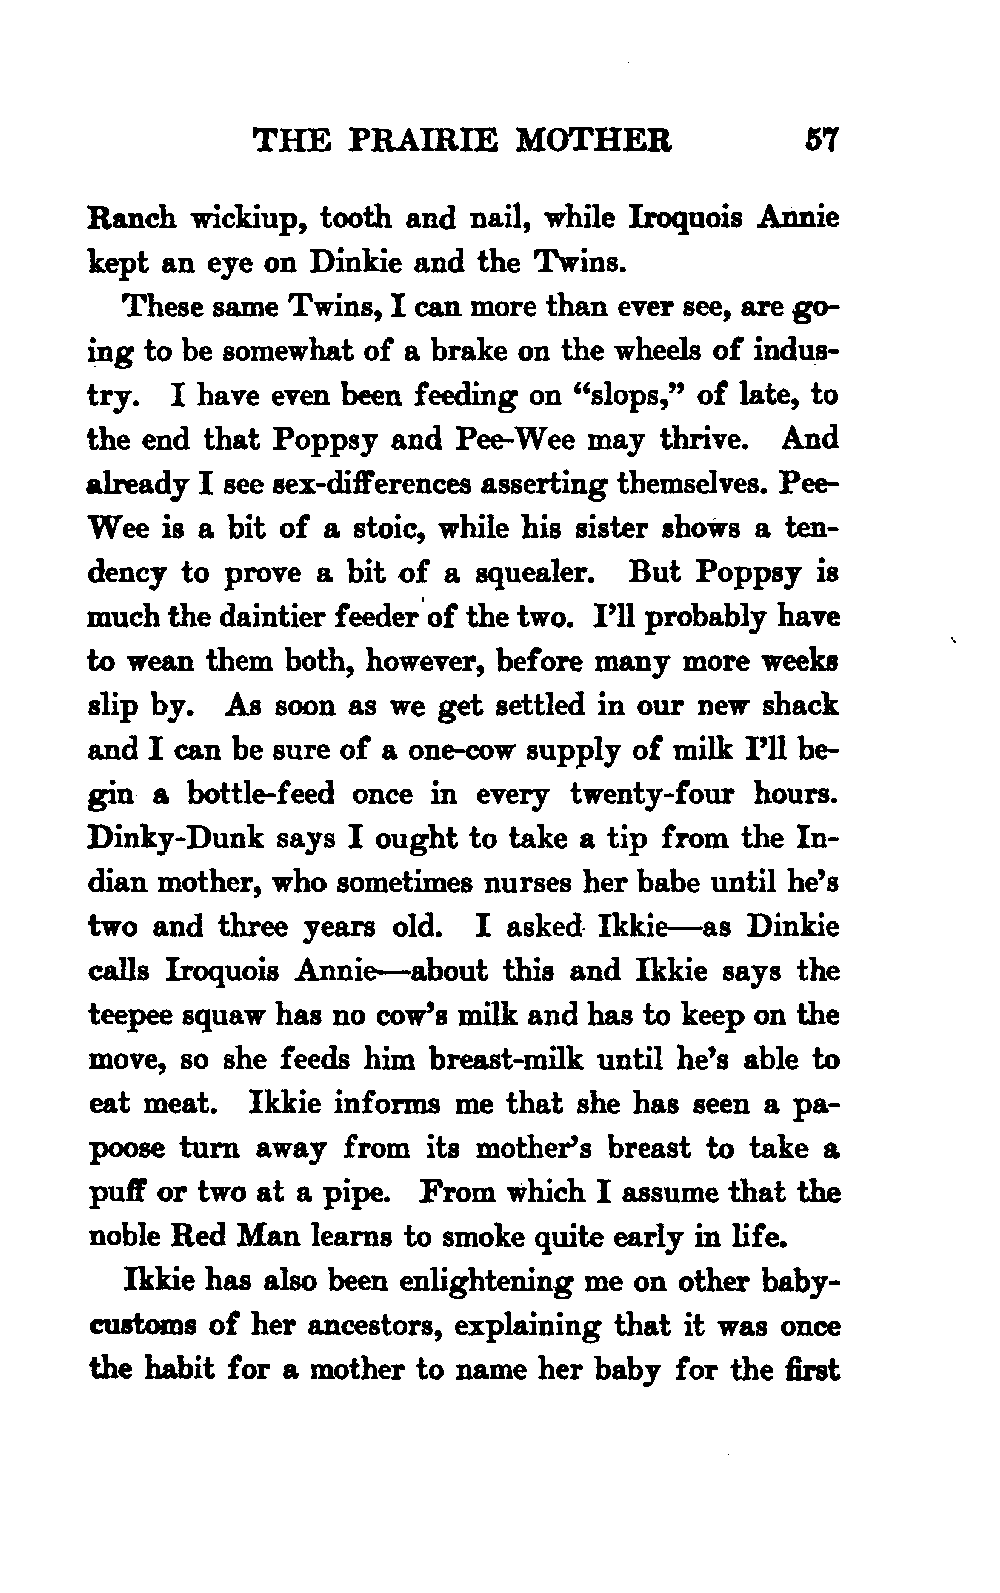 THE PRAIRIE MOTHER 57
Ranch wickiup, tooth and nail, while Iroquois Annie
kept an eye on Dinkie and the Twins.
These same Twins, I can more than ever see, are go-
ing to be somewhat of a brake on the wheels of indus-
try. I have even been feeding on “slops,” of late, to
the end that Poppsy and Pee-Wee may thrive. And
already I see sex-differences asserting themselves. Pee-
Wee is a bit of a stoic, while his sister shows a ten-
dency to prove a bit of a squealer. But Poppsy is
much the daintier feeder of the two. I’ll probably have
to wean them both, however, before many more weeks
slip by. As soon as we get settled in our new shack
and I can be sure of a one-cow supply of milk I’ll be-
gin a bottle-feed once in every twenty-four hours.
Dinky-Dunk says I ought to take a tip from the In-
dian mother, who sometimes nurses her babe until he’s
two and three years old. I asked Ikkie—as Dinkie
calls Iroquois Annie—about this and Ikkie says the
teepee squaw has no cow’s milk and has to keep on the
move, so she feeds him breast-milk until he’s able to
eat meat. Ikkie informs me that she has seen a pa-
poose turn away from its mother’s breast to take a
puff or two at a pipe. From which I assume that the
noble Red Man learns to smoke quite early in life.
Ikkie has also been enlightening me on other baby-
customs of her ancestors, explaining that it was once
the habit for a mother to name her baby for the first